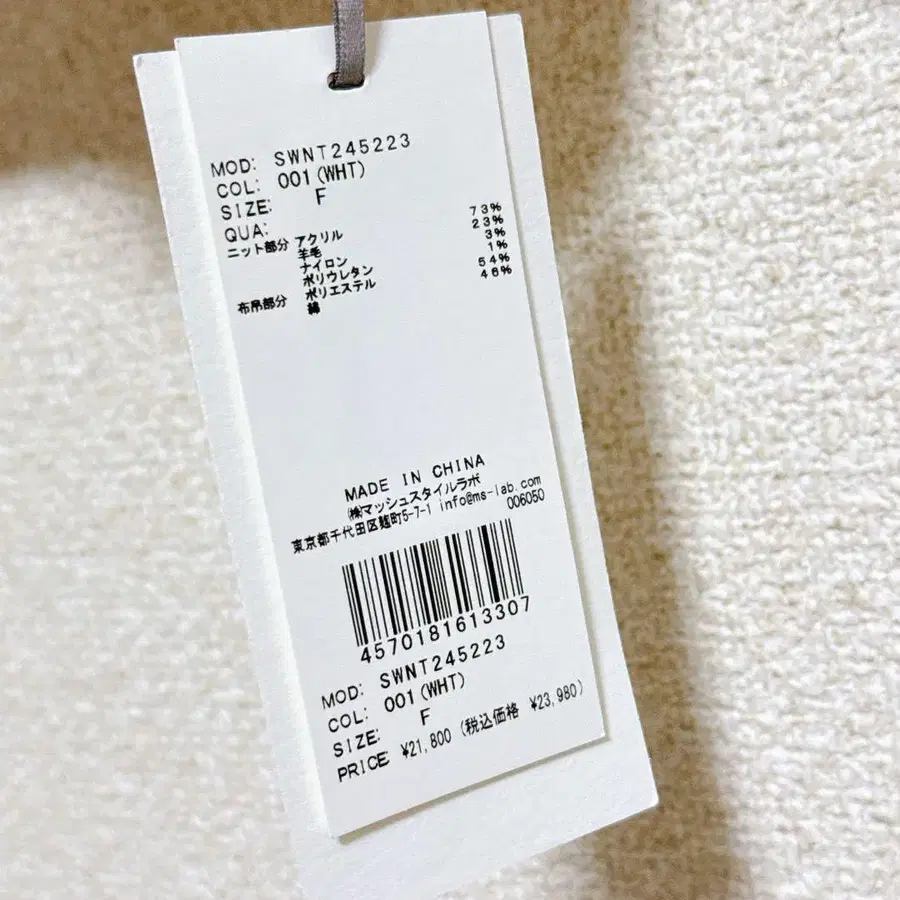 MOD: SWNT245223
COL: 001(WHT)
SIZE: F
QUA:
ニット部分 アクリル 73%
羊毛 23%
ナイロン 3%
ポリウレタン 1%
布帛部分 ポリエステル 54%
綿 46%
MADE IN CHINA
㈱マッシュスタイルラボ
東京都千代田区麹町5-7-1 info@ms-lab.com
006050
4570181613307
MOD: SWNT245223
COL: 001(WHT)
SIZE: F
PRICE: ¥21,800 (税込価格 ¥23,980)